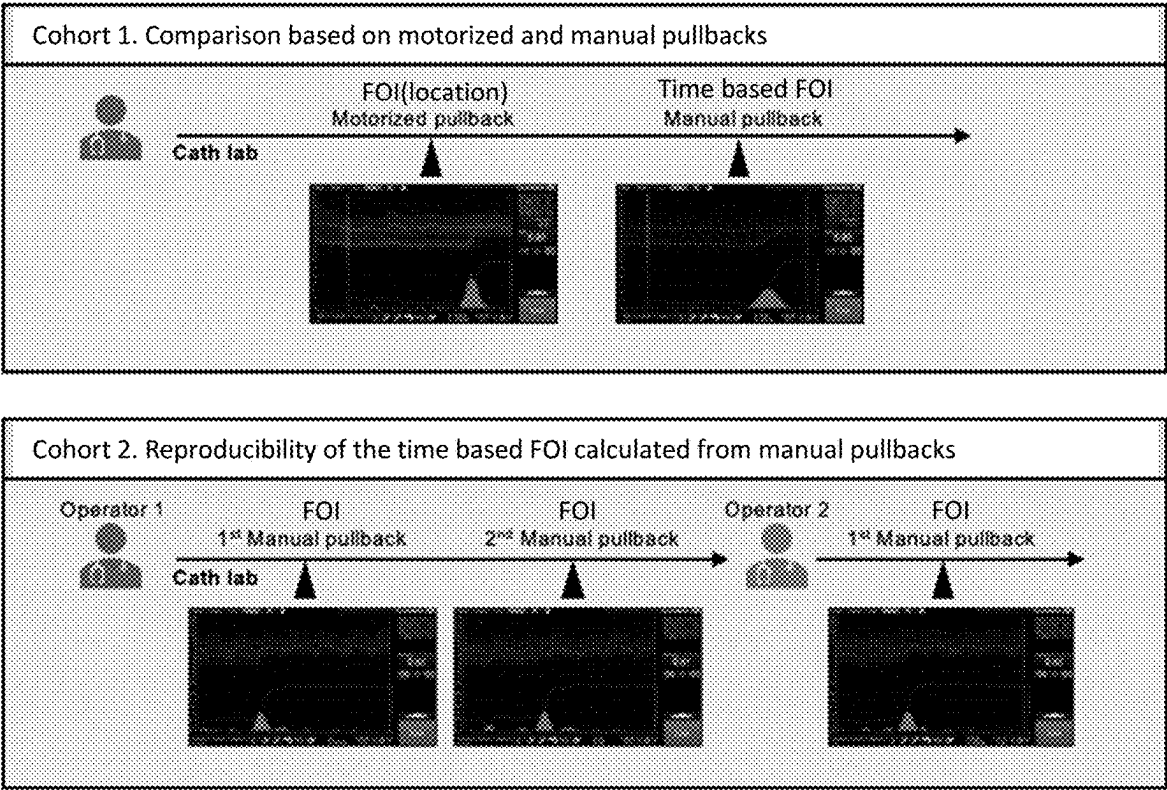 Cohort 1. Comparison based on motorized and manual pullbacks
FOI(location)
Motorized pullback
Time based FOI
Manual pullback
Cath lab
Cohort 2. Reproducibility of the time based FOI calculated from manual pullbacks
Operator 1
FOI
1st Manual pullback
FOI
2nd Manual pullback
Operator 2
FOI
1st Manual pullback
Cath lab